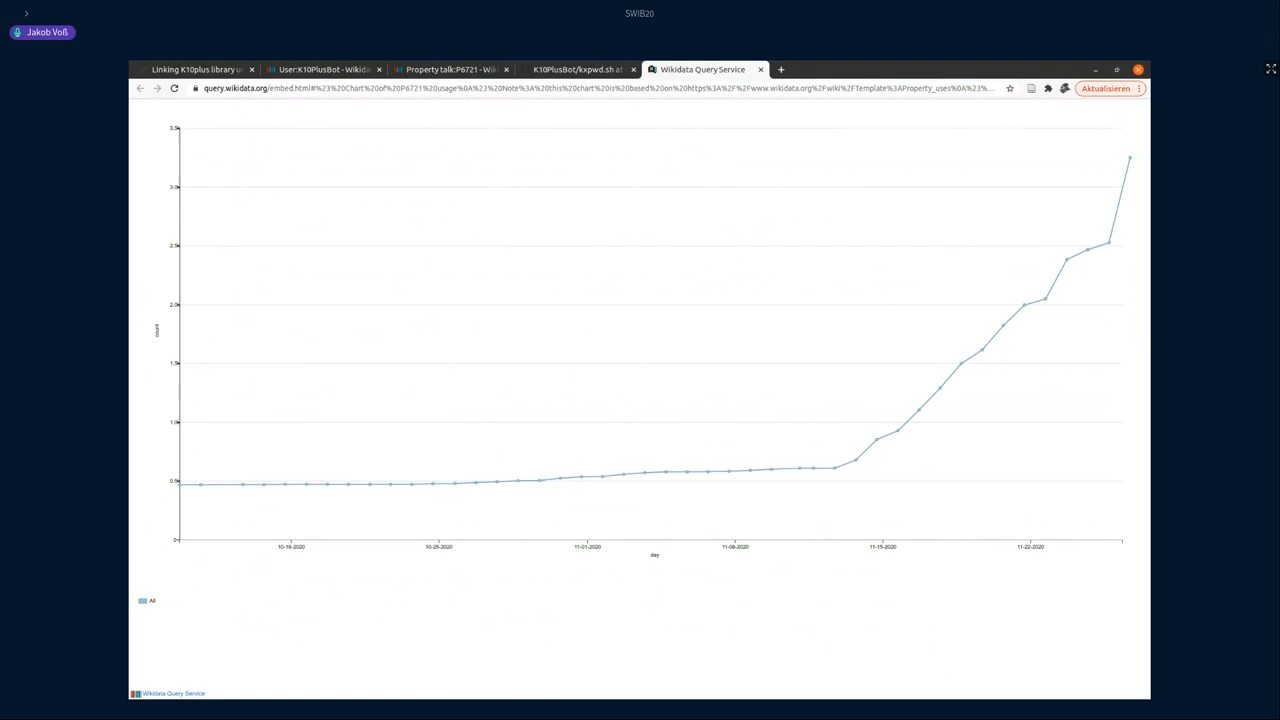 SWIB20
Jakob Voß
Linking K10plus library ur
User:K10PlusBot - Wikida
Property talk:P6721 - Wik
K10PlusBot/kxpwd.sh at
Wikidata Query Service
query.wikidata.org/embed.html#%23%20Chart%20of%20P6721%20usage%0A%23%20Note%3A%20this%20chart%20is%20based%20on%20https%3A%2F%2Fwww.wikidata.org%2Fwiki%2FTemplate%3AProperty_uses%0A%23%...
Aktualisieren
3.5
3.0
2.5
2.0
1.5
1.0
0.5
0
count
10-18-2020
10-25-2020
11-01-2020
11-08-2020
11-15-2020
11-22-2020
day
All
Wikidata Query Service